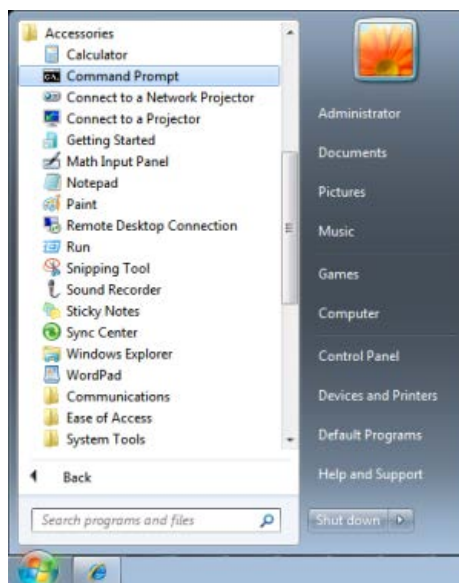 Accessories
Calculator
Command Prompt
Connect to a Network Projector
Connect to a Projector
Getting Started
Math Input Panel
Notepad
Paint
Remote Desktop Connection
Run
Snipping Tool
Sound Recorder
Sticky Notes
Sync Center
Windows Explorer
WordPad
Communications
Ease of Access
System Tools
Back
Search programs and files
Administrator
Documents
Pictures
Music
Games
Computer
Control Panel
Devices and Printers
Default Programs
Help and Support
Shut down